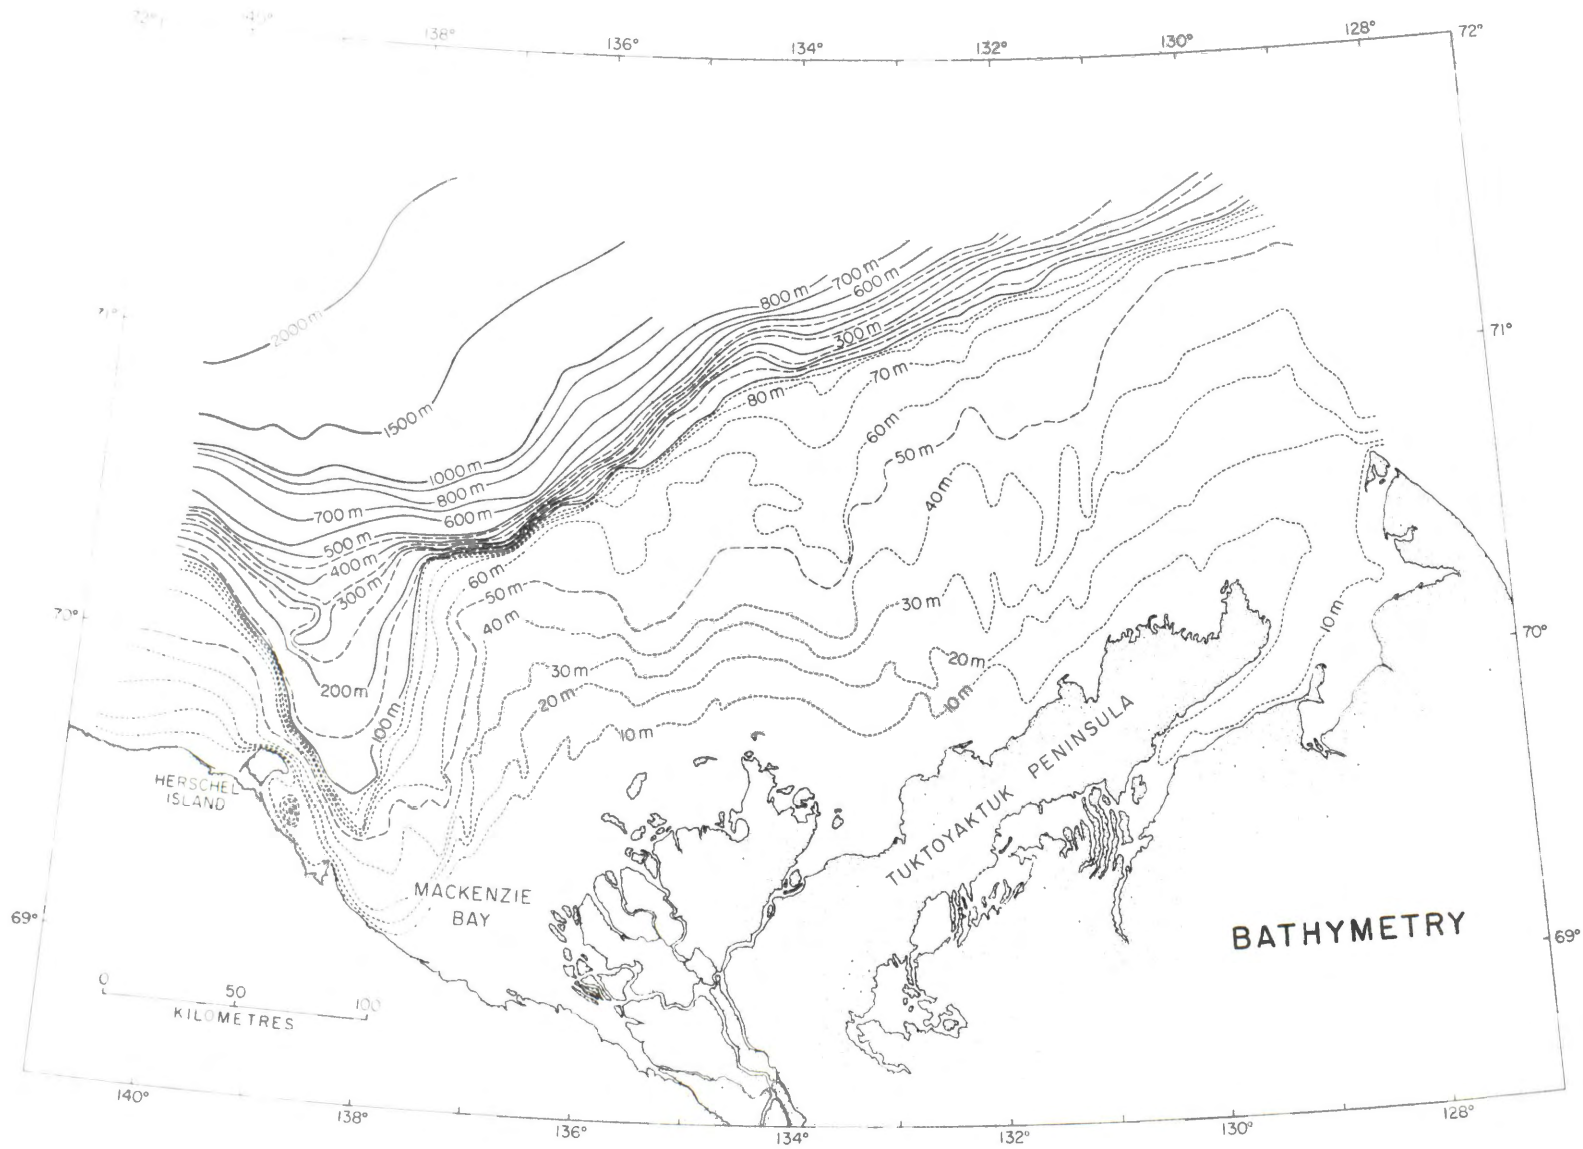 72°
140°
138°
136°
134°
132°
130°
128°
72°
71°
2000 m
800 m
700 m
600 m
300 m
71°
70 m
80 m
1500 m
60 m
50 m
1000 m
800 m
40 m
700 m
600 m
500 m
400 m
60 m
300 m
50 m
30 m
70°
40 m
10 m
70°
30 m
20 m
200 m
20 m
10 m
100 m
10 m
HERSCHEL
ISLAND
TUKTOYAKTUK PENINSULA
MACKENZIE
BAY
69°
BATHYMETRY
69°
0 50 100
KILOMETRES
140°
138°
136°
134°
132°
130°
128°